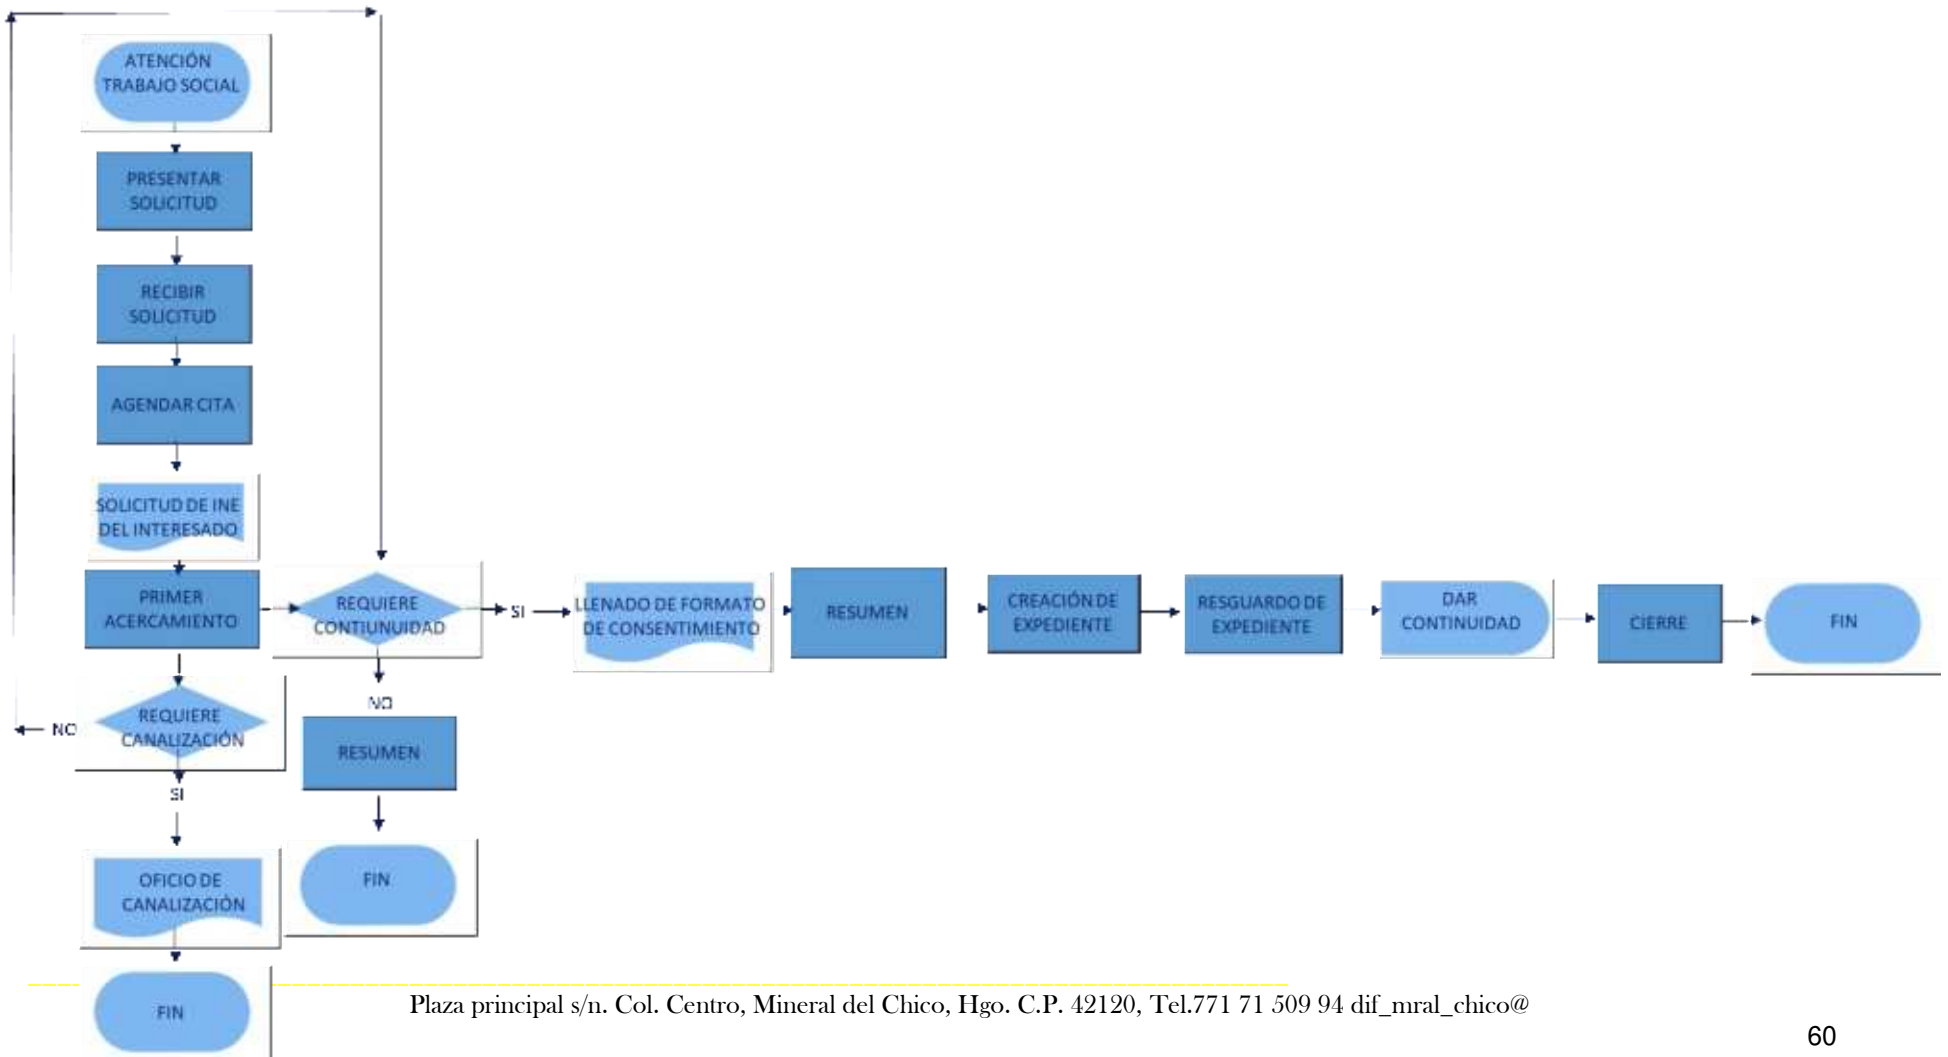 ATENCIÓN
TRABAJO SOCIAL
PRESENTAR
SOLICITUD
RECIBIR
SOLICITUD
AGENDAR CITA
SOLICITUD DE INE
DEL INTERESADO
PRIMER
ACERCAMIENTO
REQUIERE
CONTIUNUIDAD
SI
LLENADO DE FORMATO
DE CONSENTIMIENTO
RESUMEN
CREACIÓN DE
EXPEDIENTE
RESGUARDO DE
EXPEDIENTE
DAR
CONTINUIDAD
CIERRE
FIN
NO
REQUIERE
CANALIZACIÓN
NO
RESUMEN
SI
OFICIO DE
CANALIZACIÓN
FIN
FIN
Plaza principal s/n. Col. Centro, Mineral del Chico, Hgo. C.P. 42120, Tel.771 71 509 94 dif_mral_chico@
60